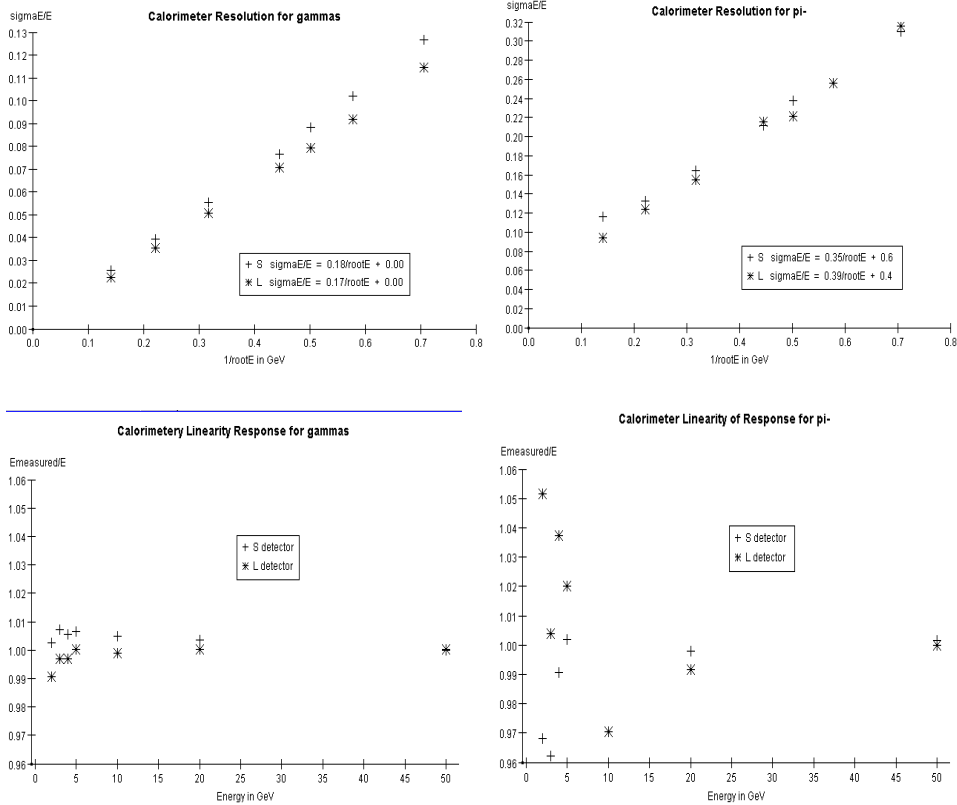 Calorimeter Resolution for gammas
sigmaE/E
0.13
0.12
0.11
0.10
0.09
0.08
0.07
0.06
0.05
0.04
0.03
0.02
0.01
0.00
S sigmaE/E = 0.18/rootE + 0.00
L sigmaE/E = 0.17/rootE + 0.00
0.0 0.1 0.2 0.3 0.4 0.5 0.6 0.7 0.8
1/rootE in GeV
Calorimeter Resolution for pi-
sigmaE/E
0.32
0.30
0.28
0.26
0.24
0.22
0.20
0.18
0.16
0.14
0.12
0.10
0.08
0.06
0.04
0.02
0.00
S sigmaE/E = 0.35/rootE + 0.6
L sigmaE/E = 0.39/rootE + 0.4
0.0 0.1 0.2 0.3 0.4 0.5 0.6 0.7 0.8
1/rootE in GeV
Calorimetery Linearity Response for gammas
Emeasured/E
1.06
1.05
1.04
1.03
1.02
1.01
1.00
0.99
0.98
0.97
0.96
S detector
L detector
0 5 10 15 20 25 30 35 40 45 50
Energy in GeV
Calorimeter Linearity of Response for pi-
Emeasured/E
1.06
1.05
1.04
1.03
1.02
1.01
1.00
0.99
0.98
0.97
0.96
S detector
L detector
0 5 10 15 20 25 30 35 40 45 50
Energy in GeV